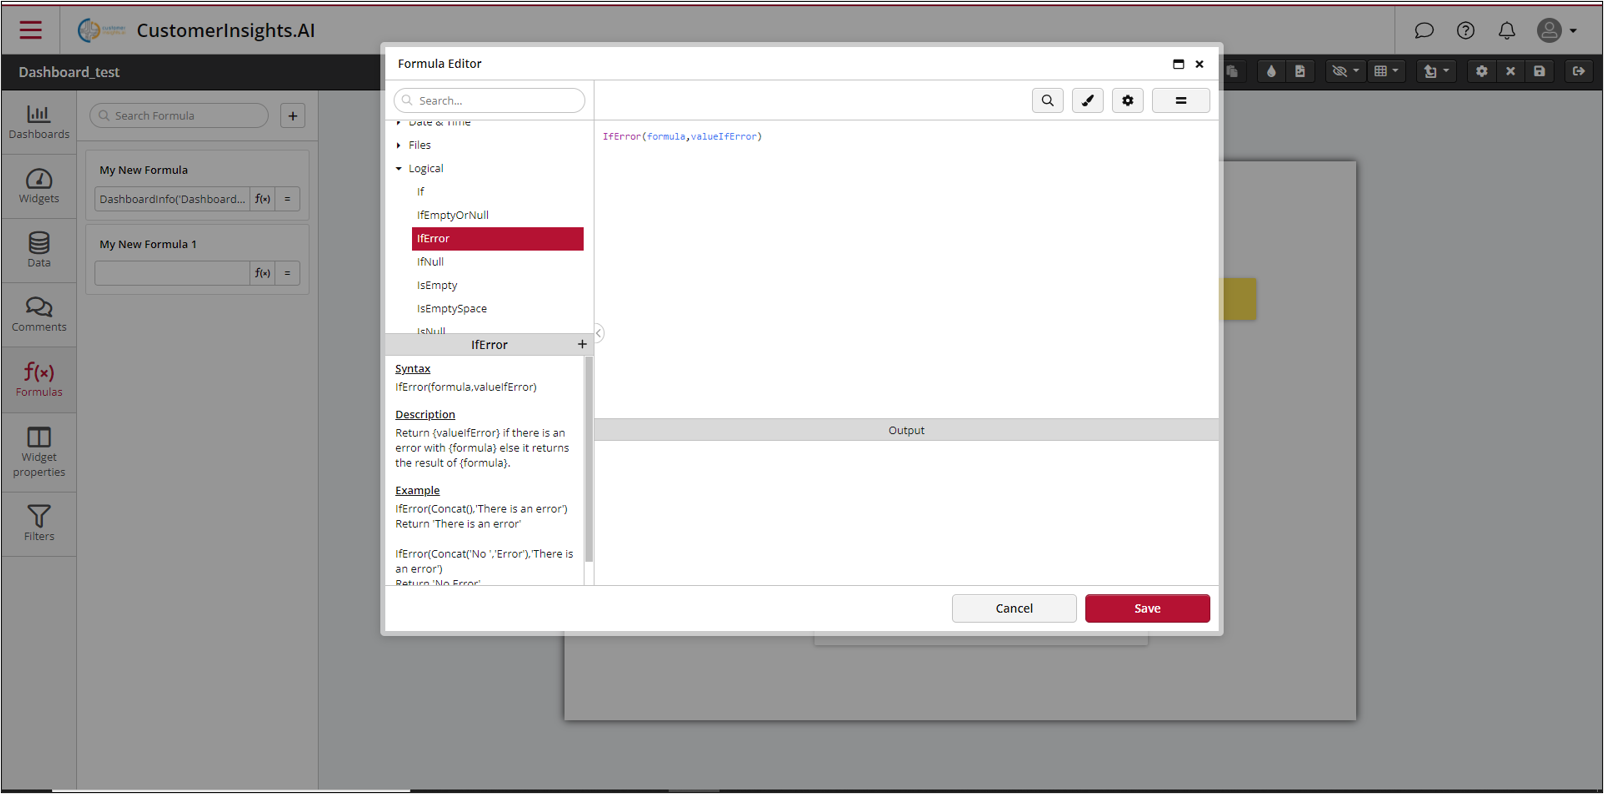 CustomerInsights.AI
Dashboard_test
Dashboards
Widgets
Data
Comments
f(x)
Formulas
Widget
properties
Filters
Search Formula
+
My New Formula
DashboardInfo('Dashboard...
f(x)
=
My New Formula 1
f(x)
=
Formula Editor
Search...
Date & Time
Files
Logical
If
IfEmptyOrNull
IfError
IfNull
IsEmpty
IsEmptySpace
IsNull
IfError
+
Syntax
IfError(formula,valueIfError)
Description
Return {valueIfError} if there is an
error with {formula} else it returns
the result of {formula}.
Example
IfError(Concat(),'There is an error')
Return 'There is an error'
IfError(Concat('No ','Error'),'There is
an error')
Return 'No Error'
=
IfError(formula,valueIfError)
Output
Cancel
Save